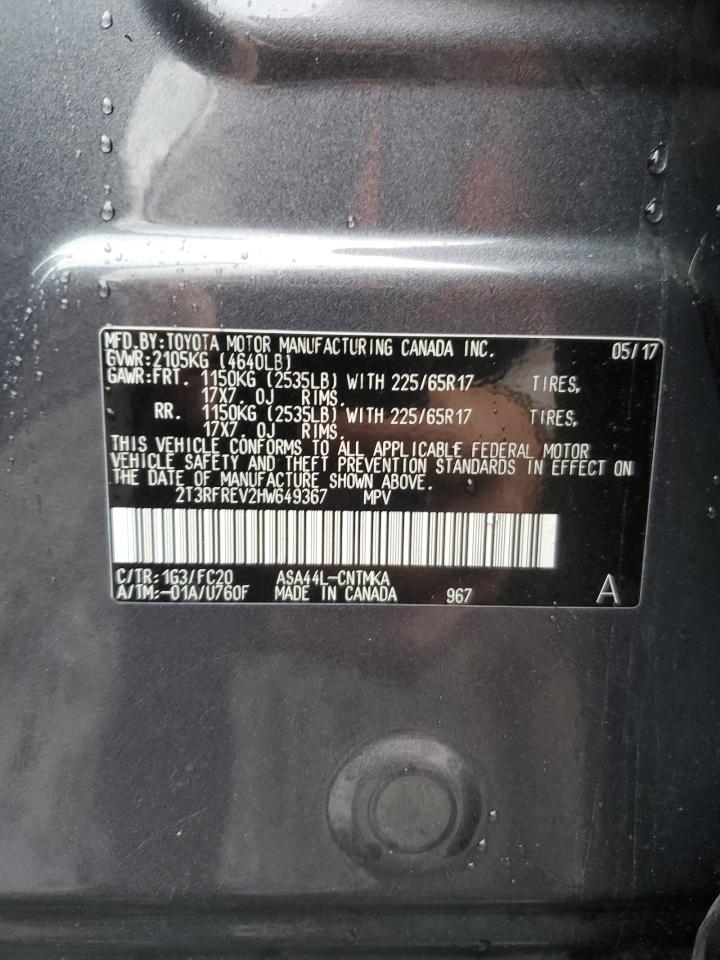 MFD.BY:TOYOTA MOTOR MANUFACTURING CANADA INC. 05/17
GVWR:2105KG (4640LB)
GAWR:FRT. 1150KG (2535LB) WITH 225/65R17 TIRES,
17X7. 0J RIMS.
RR. 1150KG (2535LB) WITH 225/65R17 TIRES,
17X7. 0J RIMS.
THIS VEHICLE CONFORMS TO ALL APPLICABLE FEDERAL MOTOR
VEHICLE SAFETY AND THEFT PREVENTION STANDARDS IN EFFECT ON
THE DATE OF MANUFACTURE SHOWN ABOVE.
2T3RFREV2HW649367 MPV
C/TR:1G3/FC20 ASA44L-CNTMKA
A/TM:-01A/U760F MADE IN CANADA 967 A